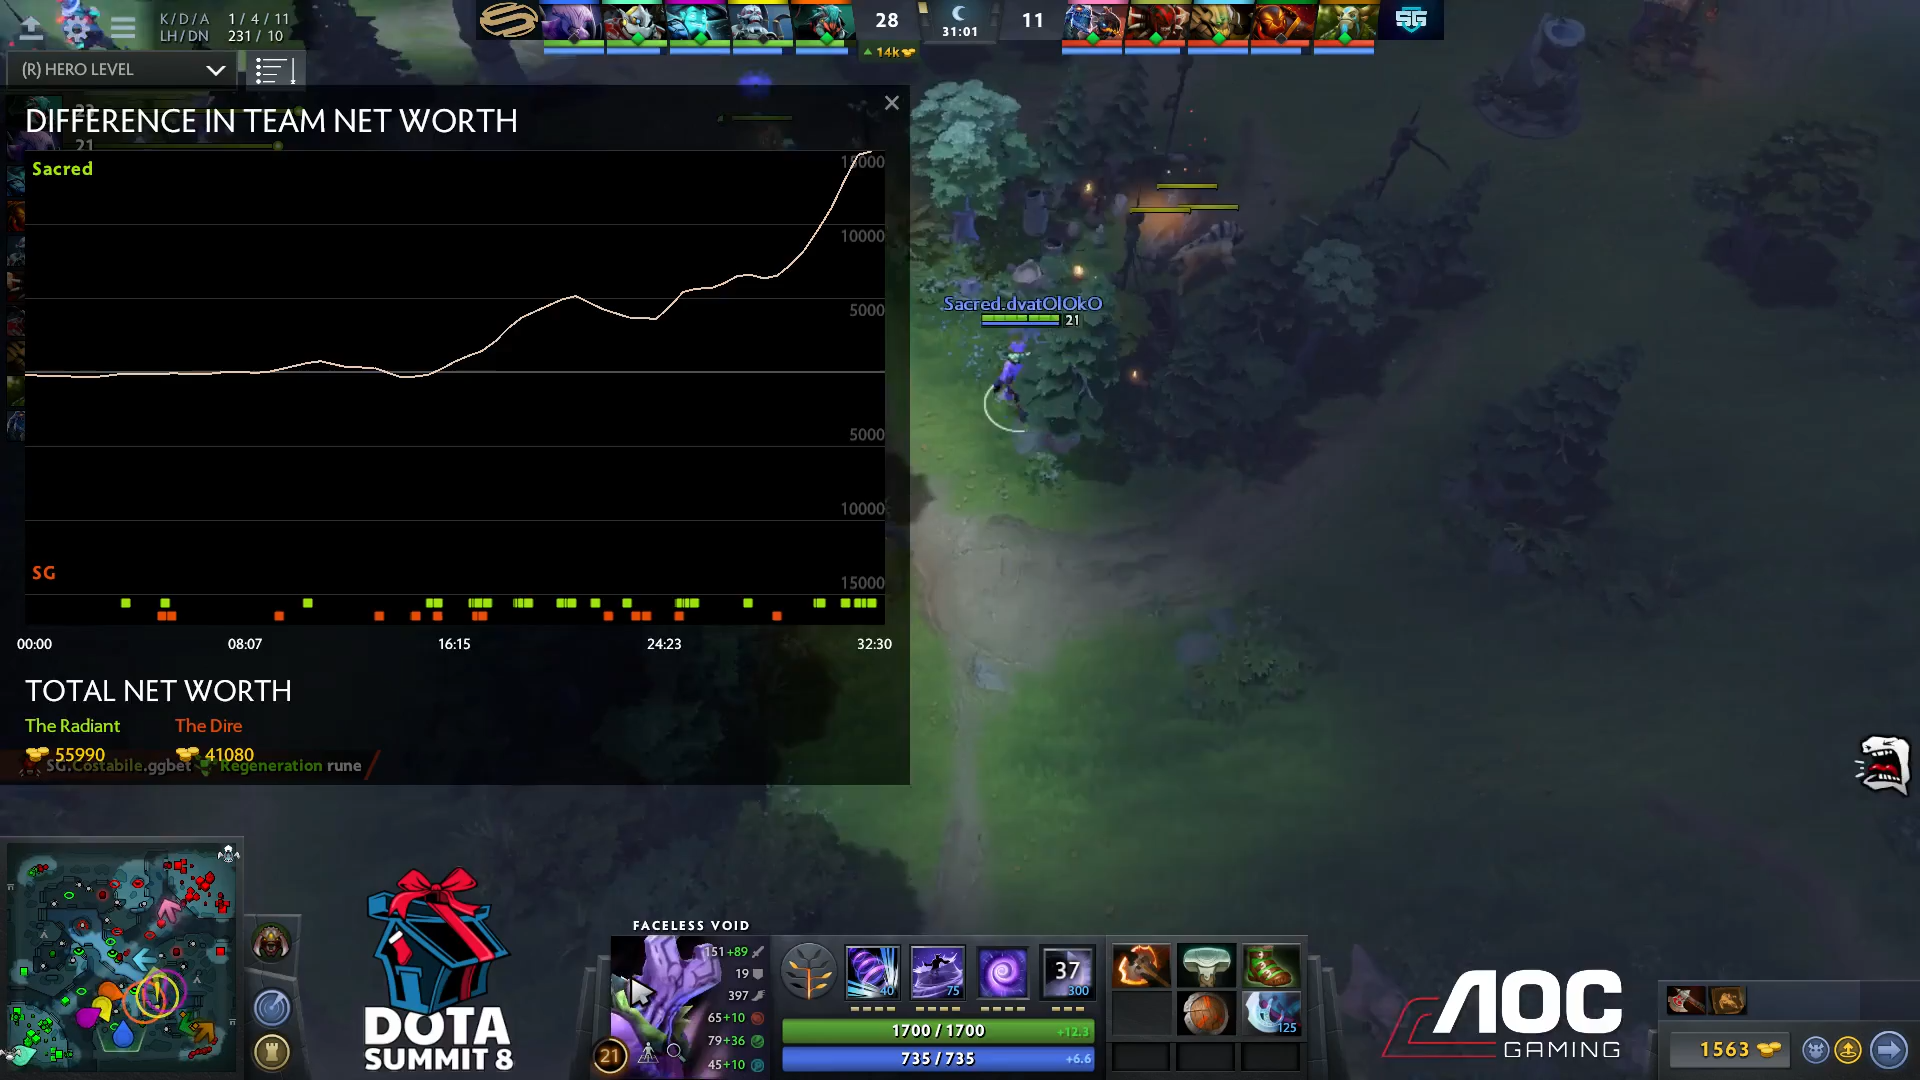 K/D/A 1 / 4 / 11
LH/DN 231 / 10
28
31:01
11
14k
(R) HERO LEVEL
DIFFERENCE IN TEAM NET WORTH
21
Sacred
15000
10000
5000
5000
10000
SG
15000
00:00 08:07 16:15 24:23 32:30
TOTAL NET WORTH
The Radiant The Dire
55990 41080
SG.Costabile.ggbet Regeneration rune
Sacred.dvatOlOkO
21
DOTA
SUMMIT 8
FACELESS VOID
151+89
19
397
65+10
79+36
45+10
21
40
75
37
300
1700 / 1700 +12.3
735 / 735 +6.6
125
AOC
GAMING
1563